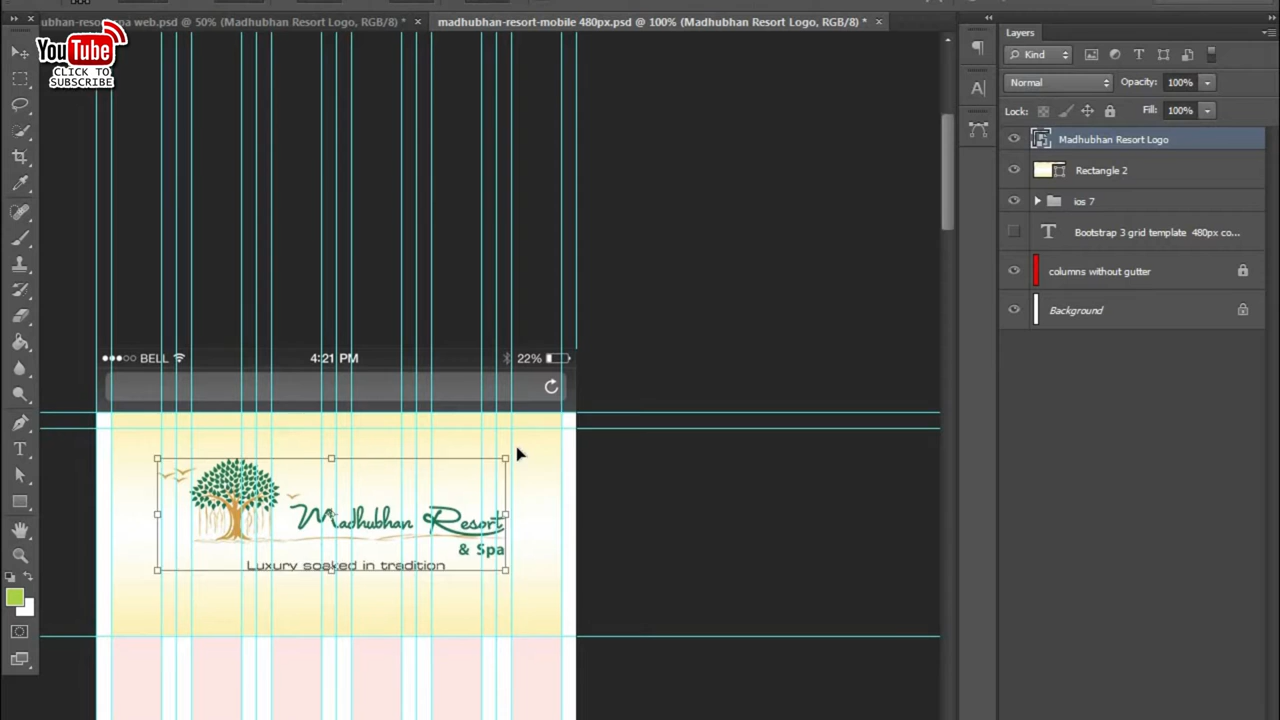 ubhan-resort-spa web.psd @ 50% (Madhubhan Resort Logo, RGB/8) *
madhubhan-resort-mobile 480px.psd @ 100% (Madhubhan Resort Logo, RGB/8) *
YouTube
CLICK TO
SUBSCRIBE
Layers
Kind
Normal
Opacity: 100%
Lock:
Fill: 100%
Madhubhan Resort Logo
Rectangle 2
ios 7
Bootstrap 3 grid template 480px co...
columns without gutter
Background
BELL
4:21 PM
22%
Madhubhan Resort
& Spa
Luxury soaked in tradition